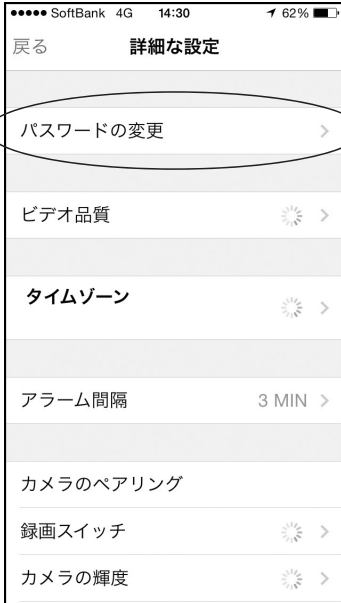 ●●●●● SoftBank 4G 14:30 62%
戻る 詳細な設定
パスワードの変更
ビデオ品質
タイムゾーン
アラーム間隔 3 MIN
カメラのペアリング
録画スイッチ
カメラの輝度